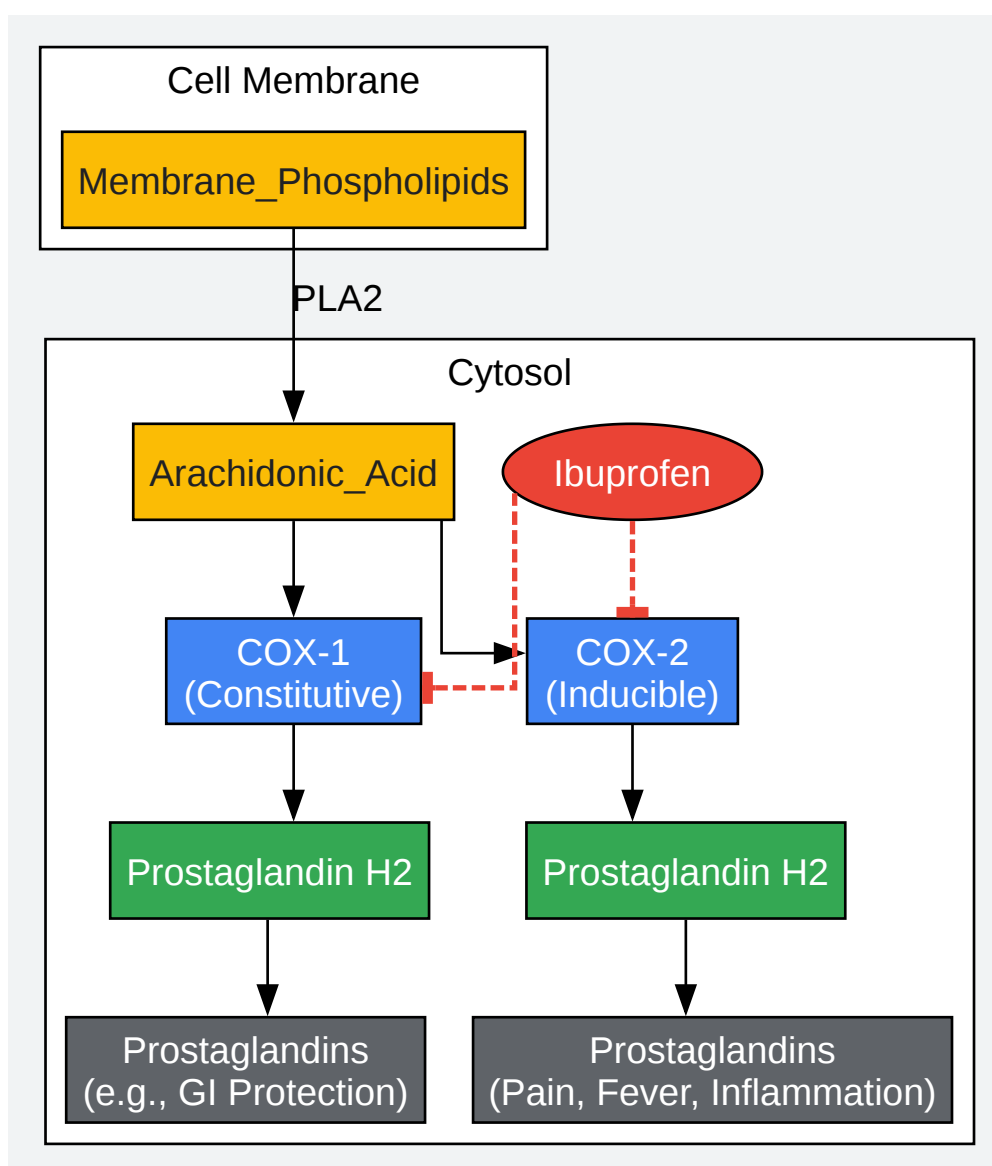 Cell Membrane
Membrane_Phospholipids
PLA2
Cytosol
Arachidonic_Acid
Ibuprofen
COX-1
(Constitutive)
COX-2
(Inducible)
Prostaglandin H2
Prostaglandin H2
Prostaglandins
(e.g., GI Protection)
Prostaglandins
(Pain, Fever, Inflammation)